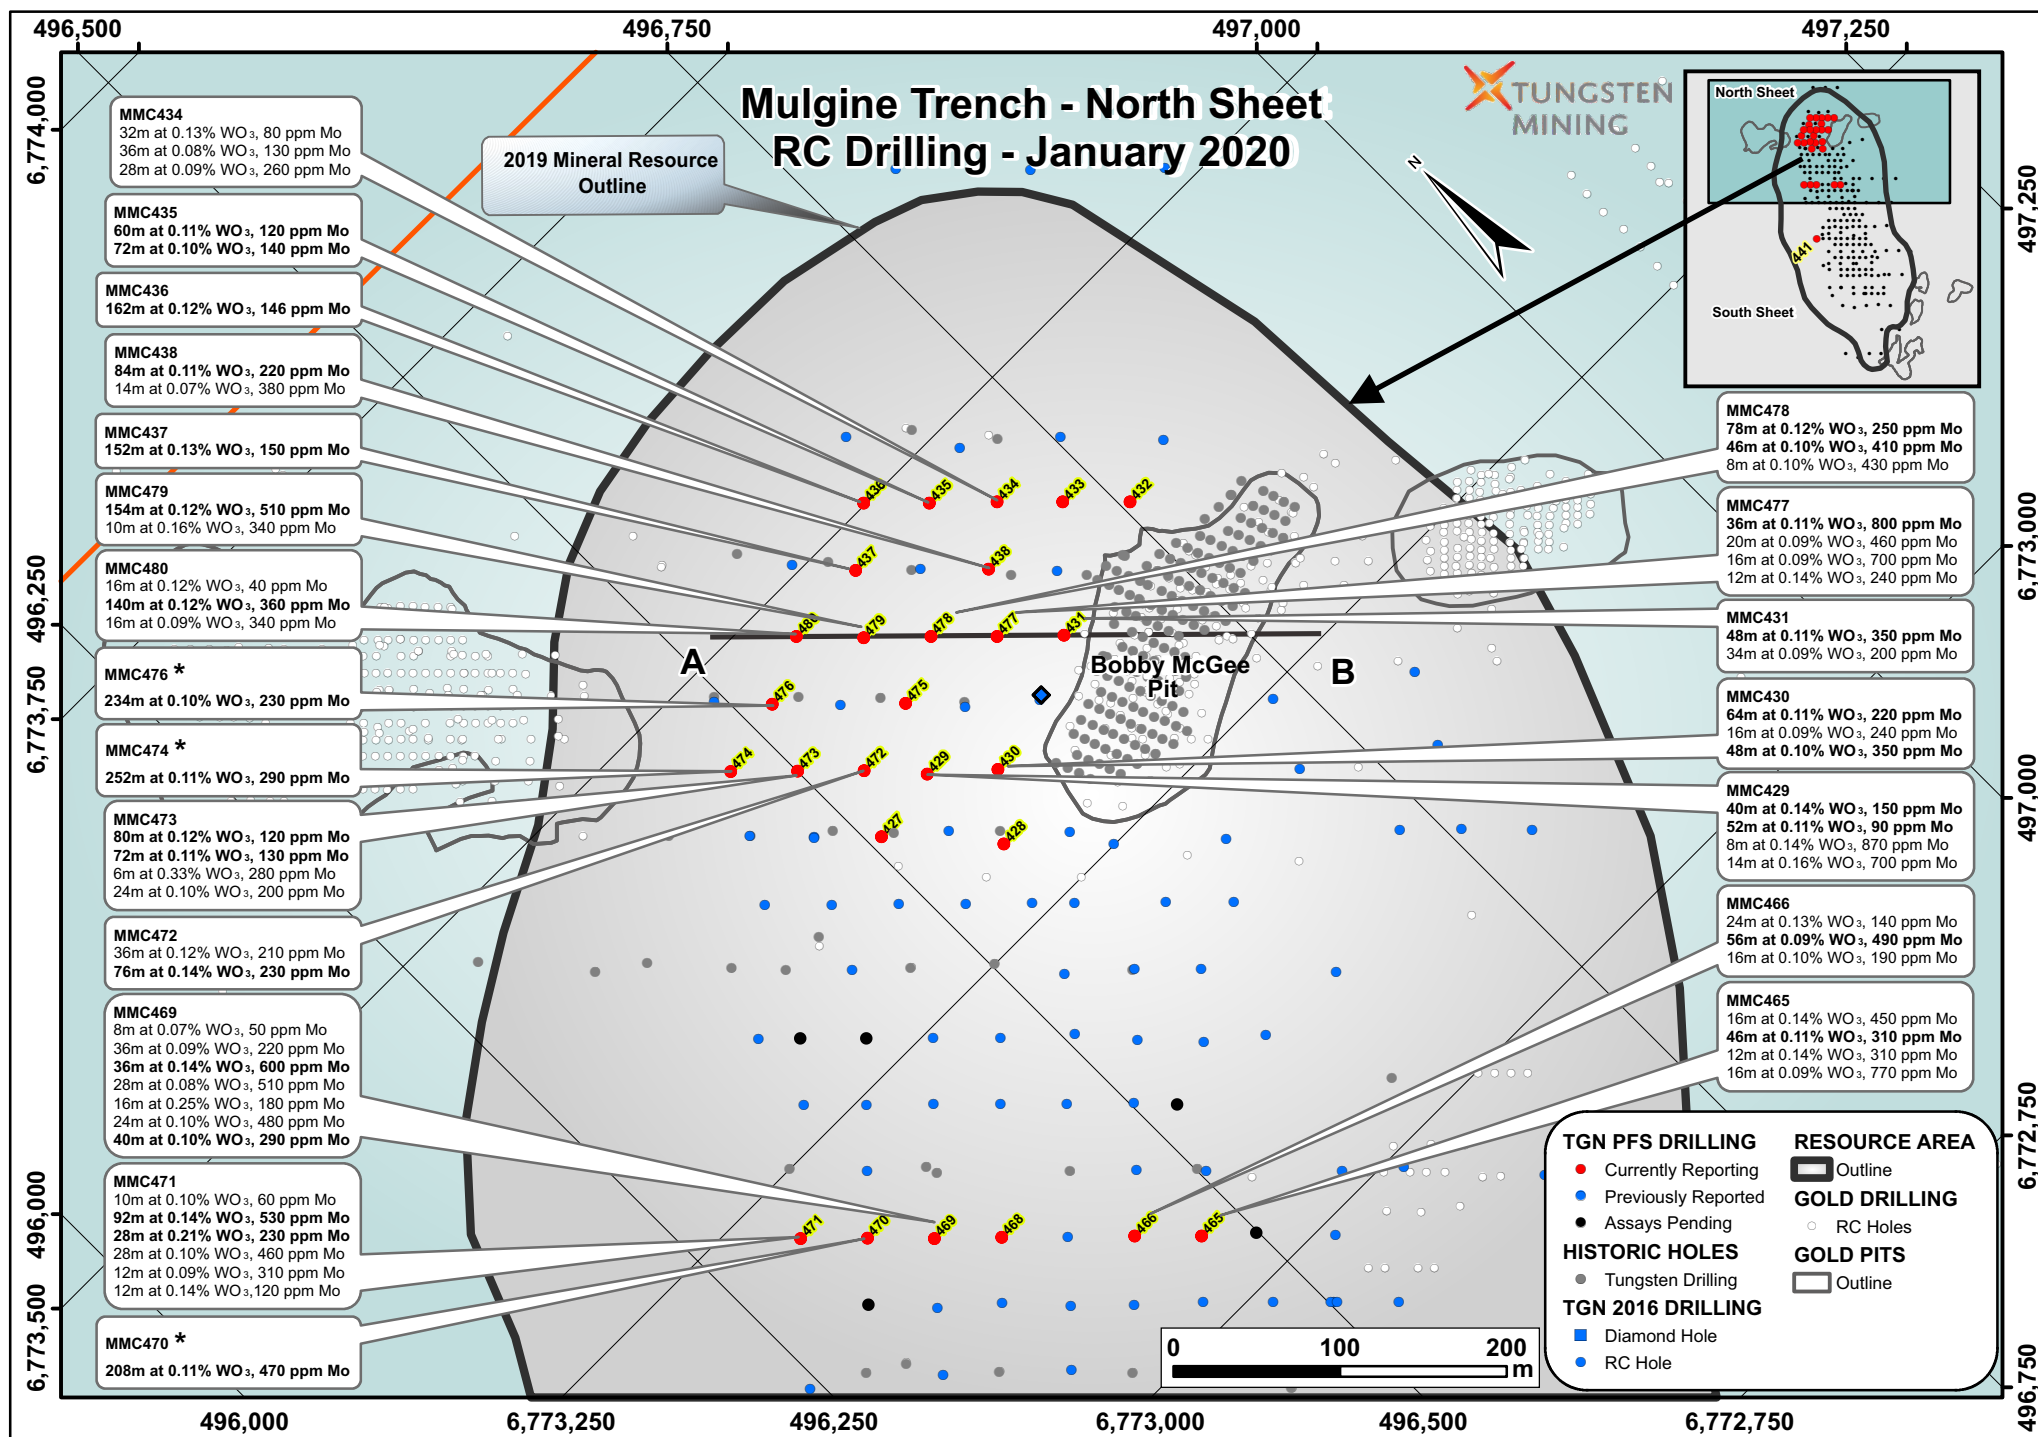 496,500
496,750
497,000
497,250
Mulgine Trench - North Sheet
RC Drilling - January 2020
TUNGSTEN
MINING
North Sheet
441
South Sheet
N
2019 Mineral Resource
Outline
6,774,000
496,250
6,773,750
496,000
6,773,500
MMC434
32m at 0.13% WO3, 80 ppm Mo
36m at 0.08% WO3, 130 ppm Mo
28m at 0.09% WO3, 260 ppm Mo
MMC435
60m at 0.11% WO3, 120 ppm Mo
72m at 0.10% WO3, 140 ppm Mo
MMC436
162m at 0.12% WO3, 146 ppm Mo
MMC438
84m at 0.11% WO3, 220 ppm Mo
14m at 0.07% WO3, 380 ppm Mo
MMC437
152m at 0.13% WO3, 150 ppm Mo
MMC479
154m at 0.12% WO3, 510 ppm Mo
10m at 0.16% WO3, 340 ppm Mo
MMC480
16m at 0.12% WO3, 40 ppm Mo
140m at 0.12% WO3, 360 ppm Mo
16m at 0.09% WO3, 340 ppm Mo
MMC476 *
234m at 0.10% WO3, 230 ppm Mo
MMC474 *
252m at 0.11% WO3, 290 ppm Mo
MMC473
80m at 0.12% WO3, 120 ppm Mo
72m at 0.11% WO3, 130 ppm Mo
6m at 0.33% WO3, 280 ppm Mo
24m at 0.10% WO3, 200 ppm Mo
MMC472
36m at 0.12% WO3, 210 ppm Mo
76m at 0.14% WO3, 230 ppm Mo
MMC469
8m at 0.07% WO3, 50 ppm Mo
36m at 0.09% WO3, 220 ppm Mo
36m at 0.14% WO3, 600 ppm Mo
28m at 0.08% WO3, 510 ppm Mo
16m at 0.25% WO3, 180 ppm Mo
24m at 0.10% WO3, 480 ppm Mo
40m at 0.10% WO3, 290 ppm Mo
MMC471
10m at 0.10% WO3, 60 ppm Mo
92m at 0.14% WO3, 530 ppm Mo
28m at 0.21% WO3, 230 ppm Mo
28m at 0.10% WO3, 460 ppm Mo
12m at 0.09% WO3, 310 ppm Mo
12m at 0.14% WO3,120 ppm Mo
MMC470 *
208m at 0.11% WO3, 470 ppm Mo
436
435
434
433
432
437
438
480
479
478
477
431
A
B
Bobby McGee
Pit
476
475
474
473
472
429
430
427
428
471
470
469
468
466
465
MMC478
78m at 0.12% WO3, 250 ppm Mo
46m at 0.10% WO3, 410 ppm Mo
8m at 0.10% WO3, 430 ppm Mo
MMC477
36m at 0.11% WO3, 800 ppm Mo
20m at 0.09% WO3, 460 ppm Mo
16m at 0.09% WO3, 700 ppm Mo
12m at 0.14% WO3, 240 ppm Mo
MMC431
48m at 0.11% WO3, 350 ppm Mo
34m at 0.09% WO3, 200 ppm Mo
MMC430
64m at 0.11% WO3, 220 ppm Mo
16m at 0.09% WO3, 240 ppm Mo
48m at 0.10% WO3, 350 ppm Mo
MMC429
40m at 0.14% WO3, 150 ppm Mo
52m at 0.11% WO3, 90 ppm Mo
8m at 0.14% WO3, 870 ppm Mo
14m at 0.16% WO3, 700 ppm Mo
MMC466
24m at 0.13% WO3, 140 ppm Mo
56m at 0.09% WO3, 490 ppm Mo
16m at 0.10% WO3, 190 ppm Mo
MMC465
16m at 0.14% WO3, 450 ppm Mo
46m at 0.11% WO3, 310 ppm Mo
12m at 0.14% WO3, 310 ppm Mo
16m at 0.09% WO3, 770 ppm Mo
497,250
6,773,000
497,000
6,772,750
496,750
TGN PFS DRILLING
Currently Reporting
Previously Reported
Assays Pending
HISTORIC HOLES
Tungsten Drilling
TGN 2016 DRILLING
Diamond Hole
RC Hole
RESOURCE AREA
Outline
GOLD DRILLING
RC Holes
GOLD PITS
Outline
0 100 200
m
496,000
6,773,250
496,250
6,773,000
496,500
6,772,750